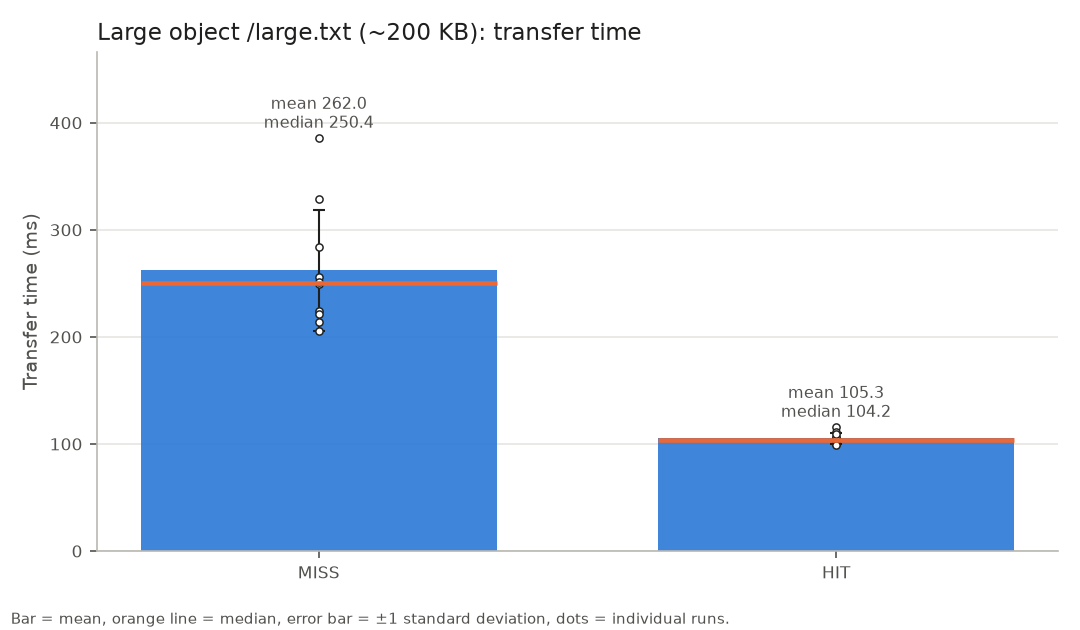 Large object /large.txt (~200 KB): transfer time
Transfer time (ms)
400
300
200
100
0
mean 262.0
median 250.4
mean 105.3
median 104.2
MISS
HIT
Bar = mean, orange line = median, error bar = ±1 standard deviation, dots = individual runs.